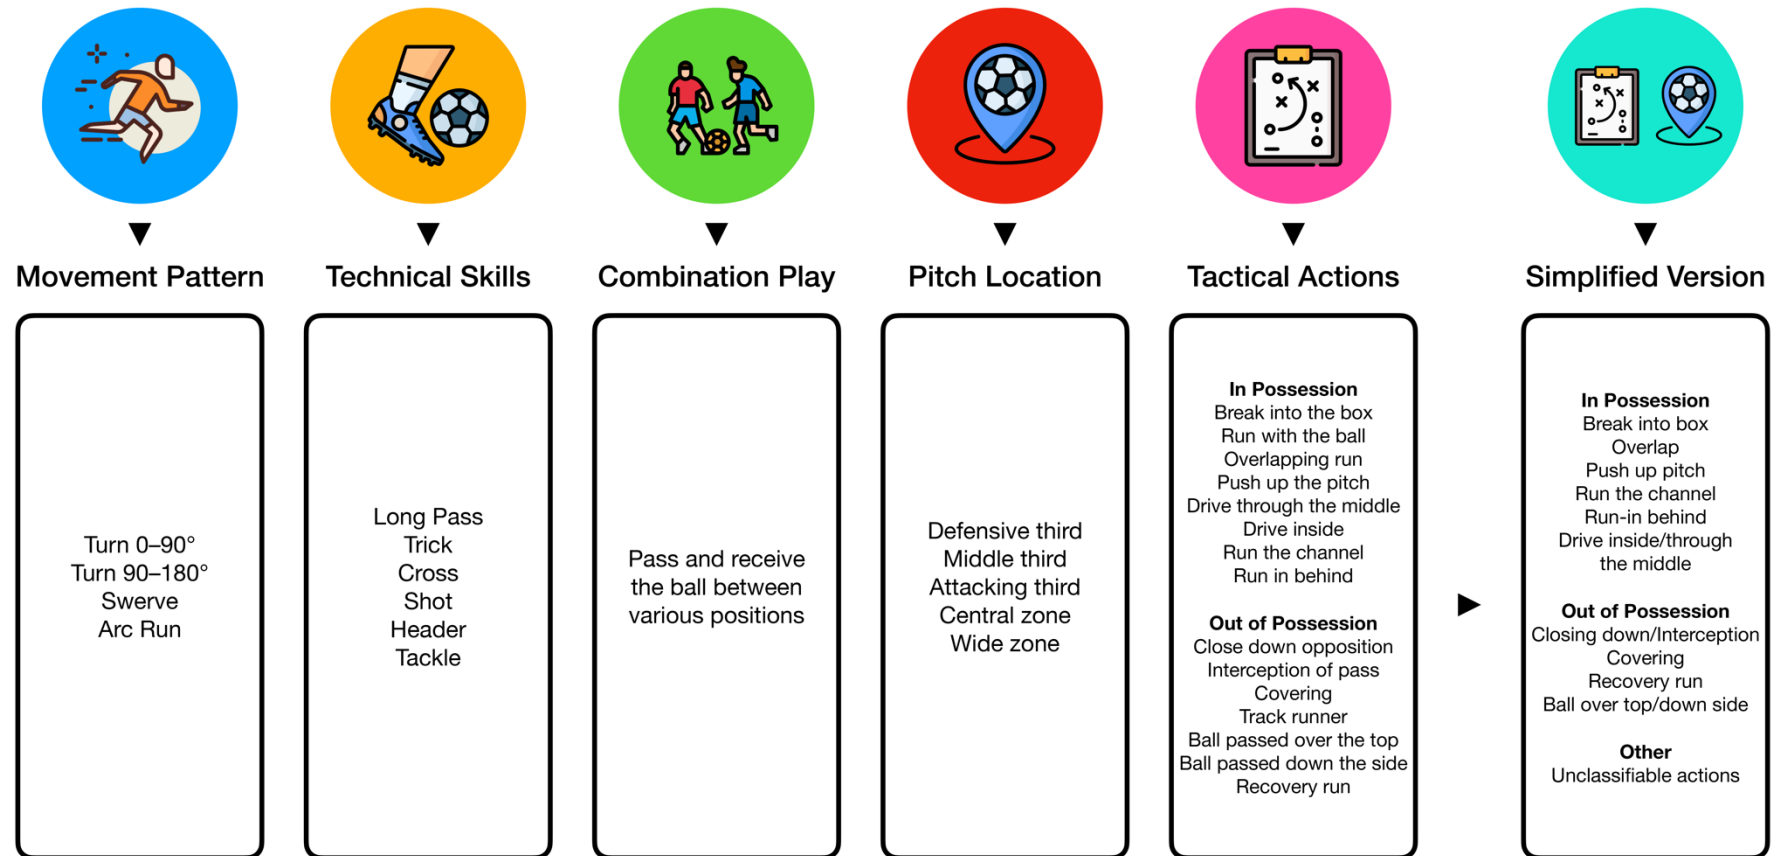 Movement Pattern
Turn 0–90°
Turn 90–180°
Swerve
Arc Run
Technical Skills
Long Pass
Trick
Cross
Shot
Header
Tackle
Combination Play
Pass and receive
the ball between
various positions
Pitch Location
Defensive third
Middle third
Attacking third
Central zone
Wide zone
Tactical Actions
In Possession
Break into the box
Run with the ball
Overlapping run
Push up the pitch
Drive through the middle
Drive inside
Run the channel
Run in behind
Out of Possession
Close down opposition
Interception of pass
Covering
Track runner
Ball passed over the top
Ball passed down the side
Recovery run
Simplified Version
In Possession
Break into box
Overlap
Push up pitch
Run the channel
Run-in behind
Drive inside/through
the middle
Out of Possession
Closing down/Interception
Covering
Recovery run
Ball over top/down side
Other
Unclassifiable actions